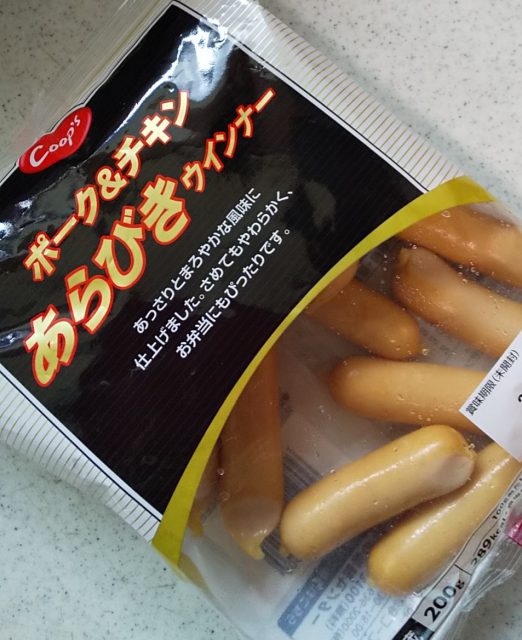 Coop's
ポーク&チキン
あらびきウインナー
あっさりとまろやかな風味に
仕上げました。さめてもやわらかく、
お弁当にもぴったりです。
賞味期限(未開封)
200g